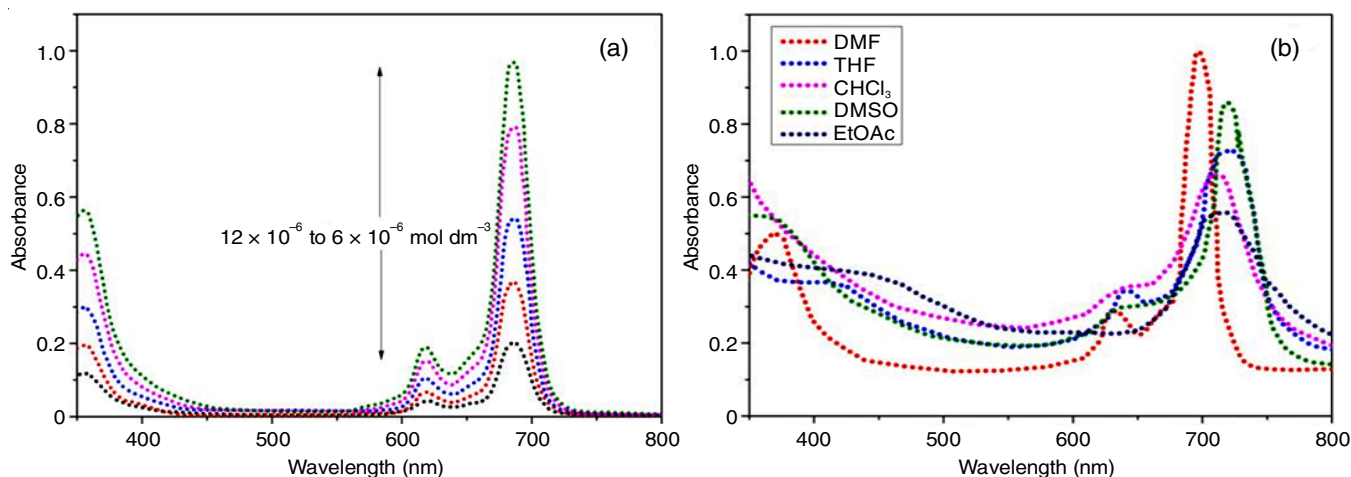 (a)
1.0
0.8
0.6
0.4
0.2
0
Absorbance
12 × 10⁻⁶ to 6 × 10⁻⁶ mol dm⁻³
400 500 600 700 800
Wavelength (nm)
(b)
DMF
THF
CHCl₃
DMSO
EtOAc
1.0
0.8
0.6
0.4
0.2
0
Absorbance
400 500 600 700 800
Wavelength (nm)